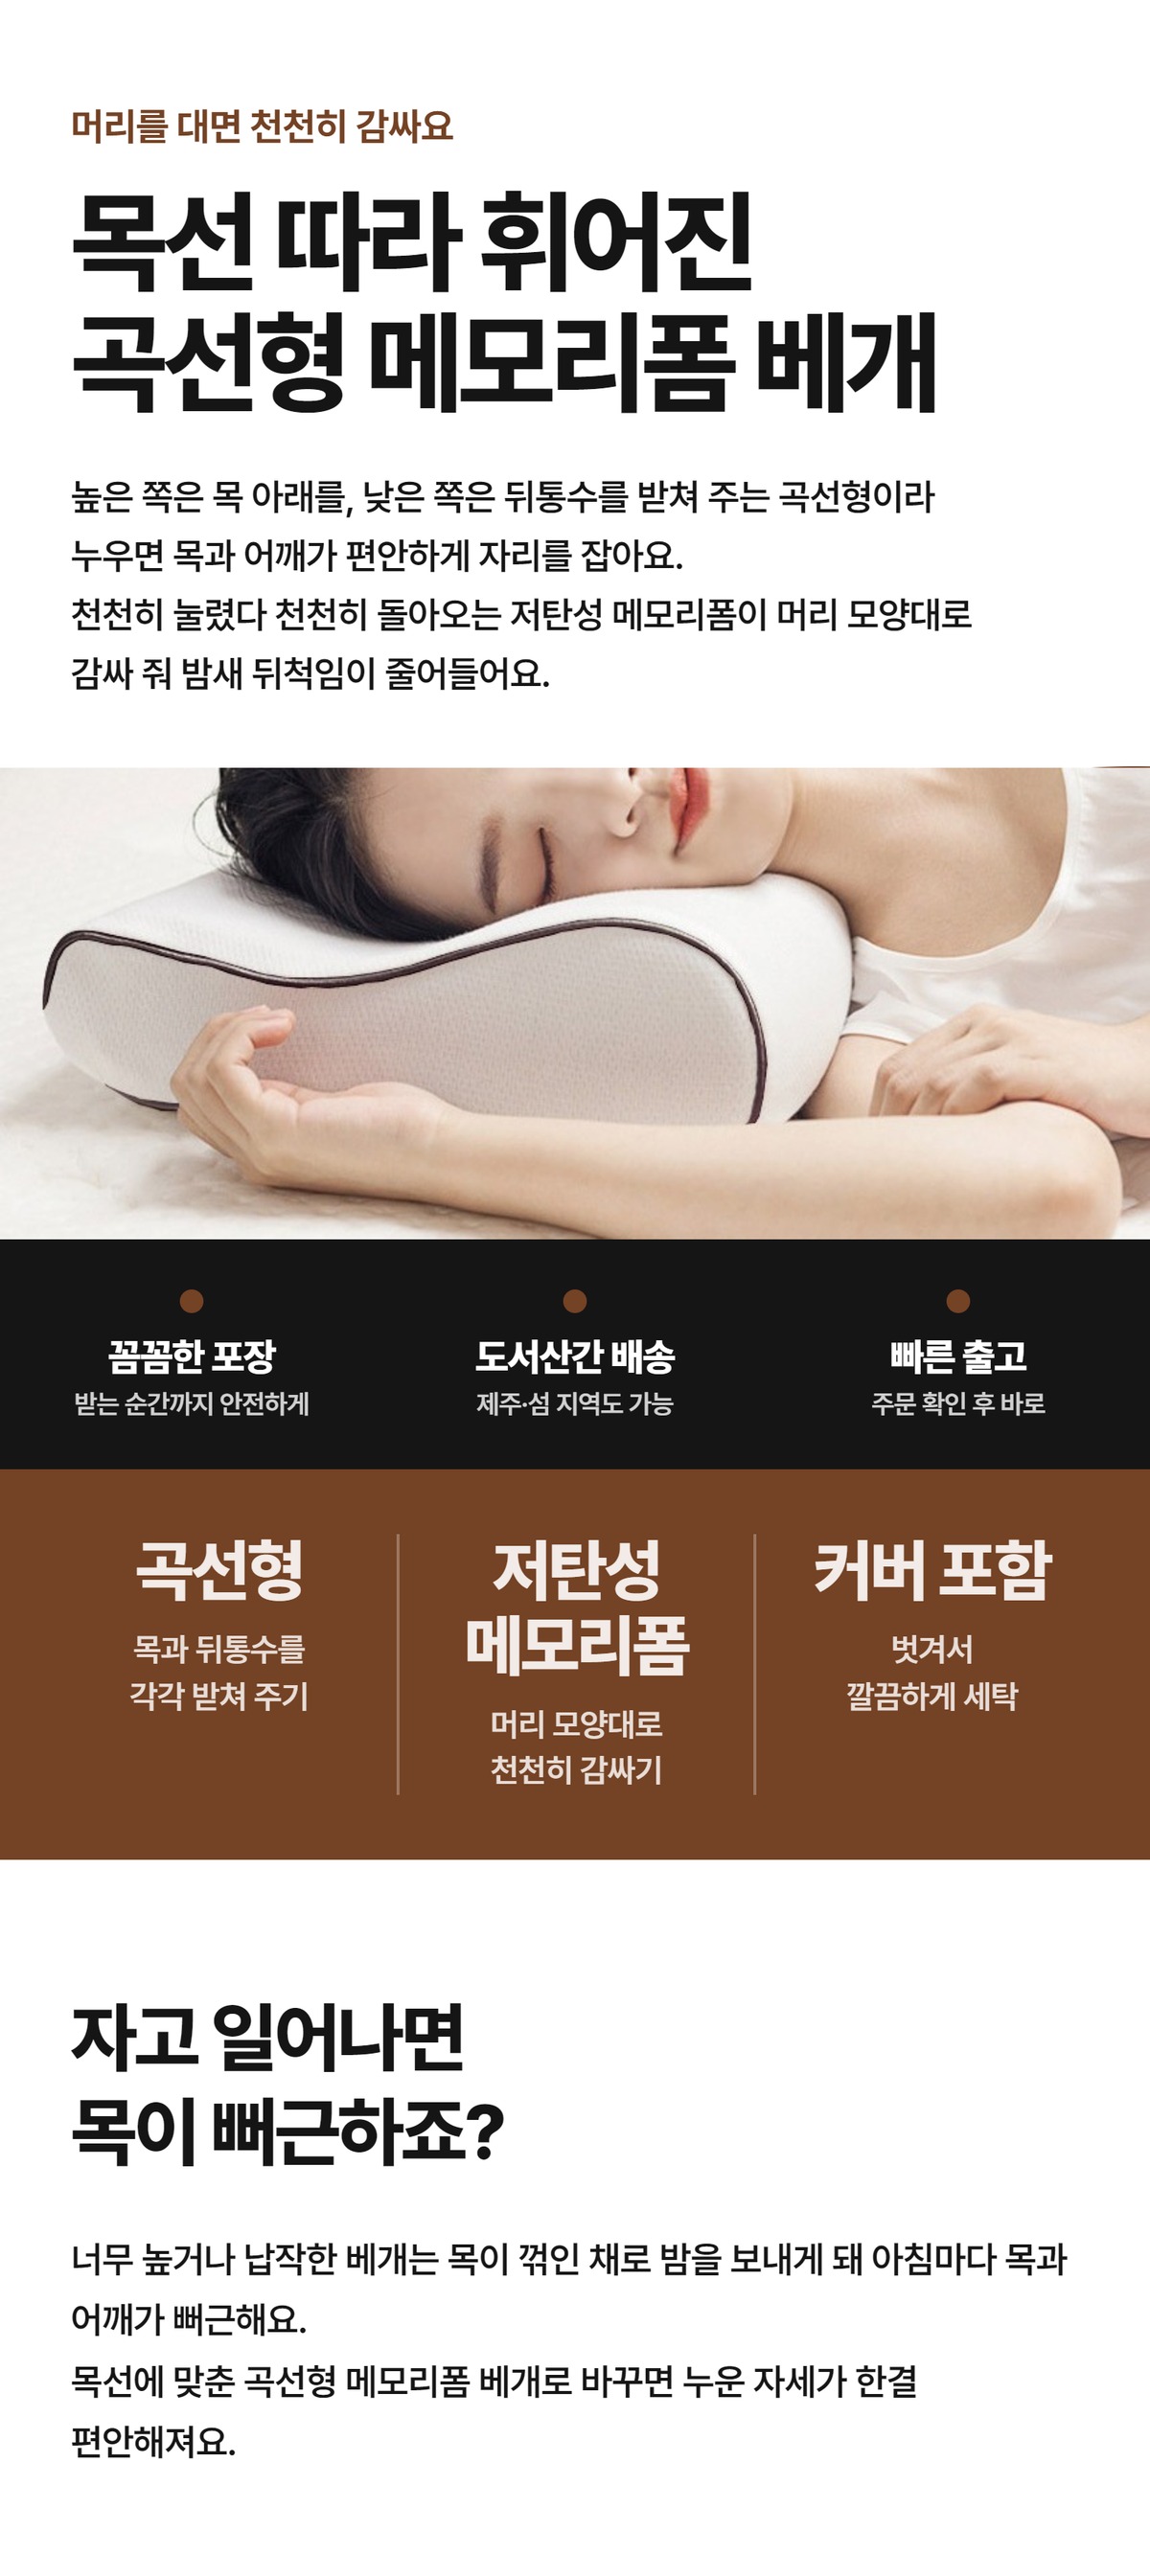 머리를 대면 천천히 감싸요
목선 따라 휘어진
곡선형 메모리폼 베개
높은 쪽은 목 아래를, 낮은 쪽은 뒤통수를 받쳐 주는 곡선형이라
누우면 목과 어깨가 편안하게 자리를 잡아요.
천천히 눌렸다 천천히 돌아오는 저탄성 메모리폼이 머리 모양대로
감싸 줘 밤새 뒤척임이 줄어들어요.
꼼꼼한 포장
받는 순간까지 안전하게
도서산간 배송
제주·섬 지역도 가능
빠른 출고
주문 확인 후 바로
곡선형
목과 뒤통수를
각각 받쳐 주기
저탄성
메모리폼
머리 모양대로
천천히 감싸기
커버 포함
벗겨서
깔끔하게 세탁
자고 일어나면
목이 뻐근하죠?
너무 높거나 납작한 베개는 목이 꺾인 채로 밤을 보내게 돼 아침마다 목과
어깨가 뻐근해요.
목선에 맞춘 곡선형 메모리폼 베개로 바꾸면 누운 자세가 한결
편안해져요.